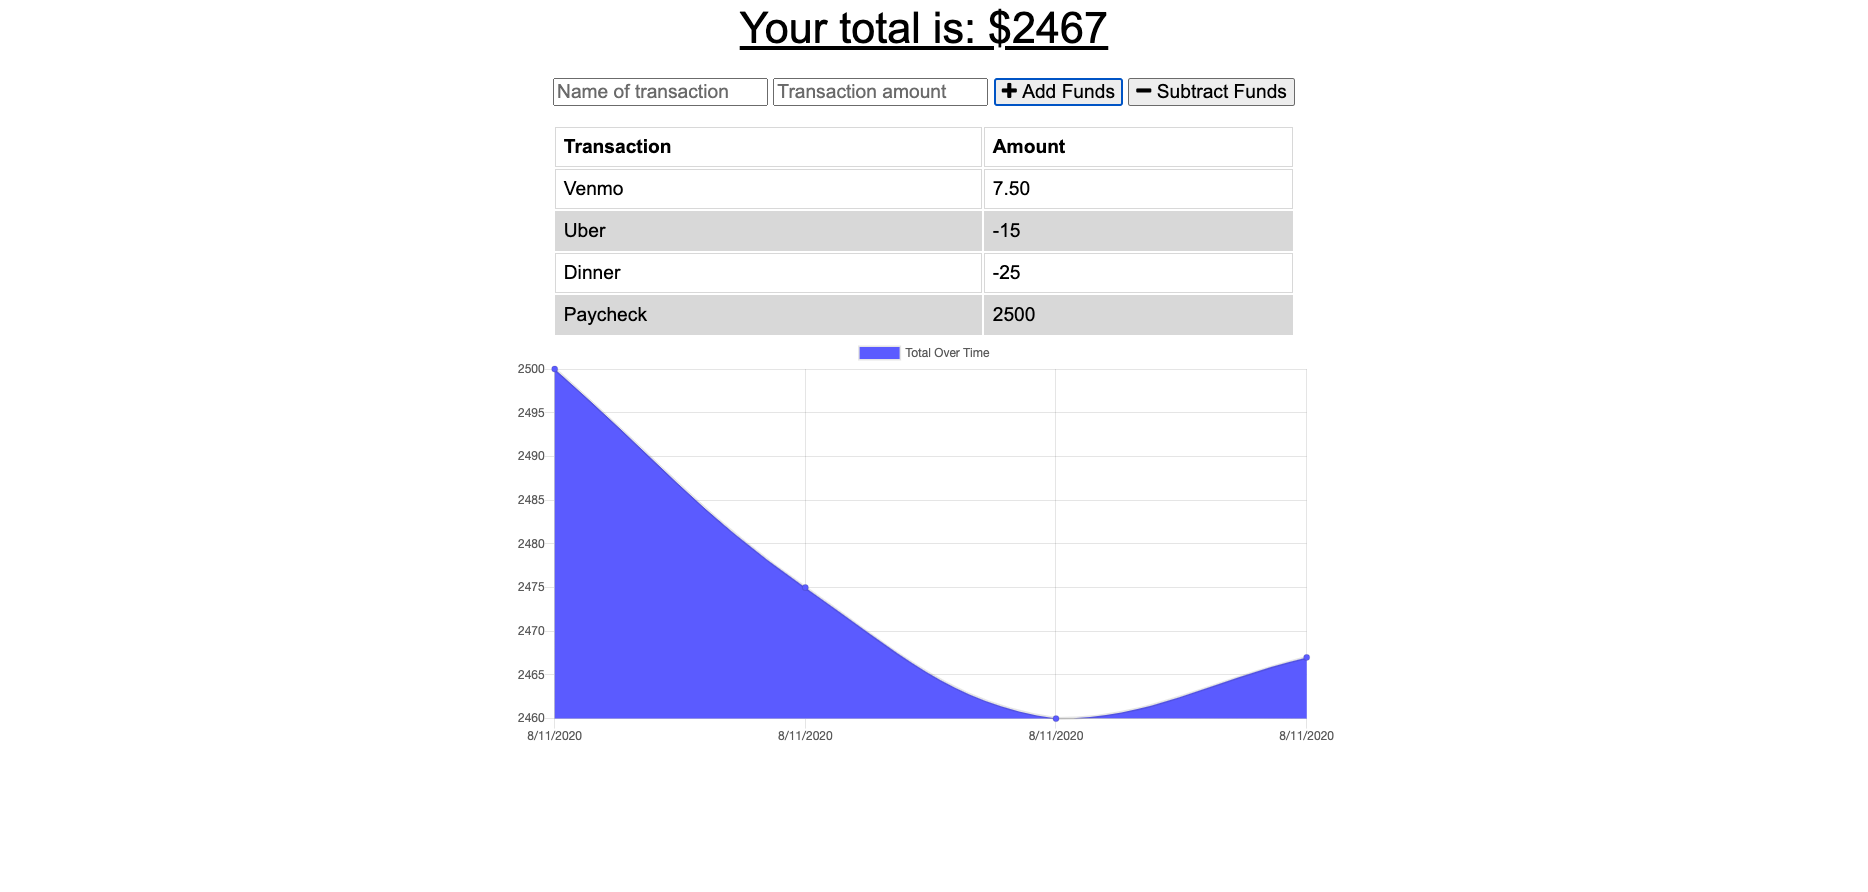 Your total is: $2467
Name of transaction Transaction amount + Add Funds − Subtract Funds
Transaction Amount
Venmo 7.50
Uber -15
Dinner -25
Paycheck 2500
Total Over Time
2500
2495
2490
2485
2480
2475
2470
2465
2460
8/11/2020 8/11/2020 8/11/2020 8/11/2020